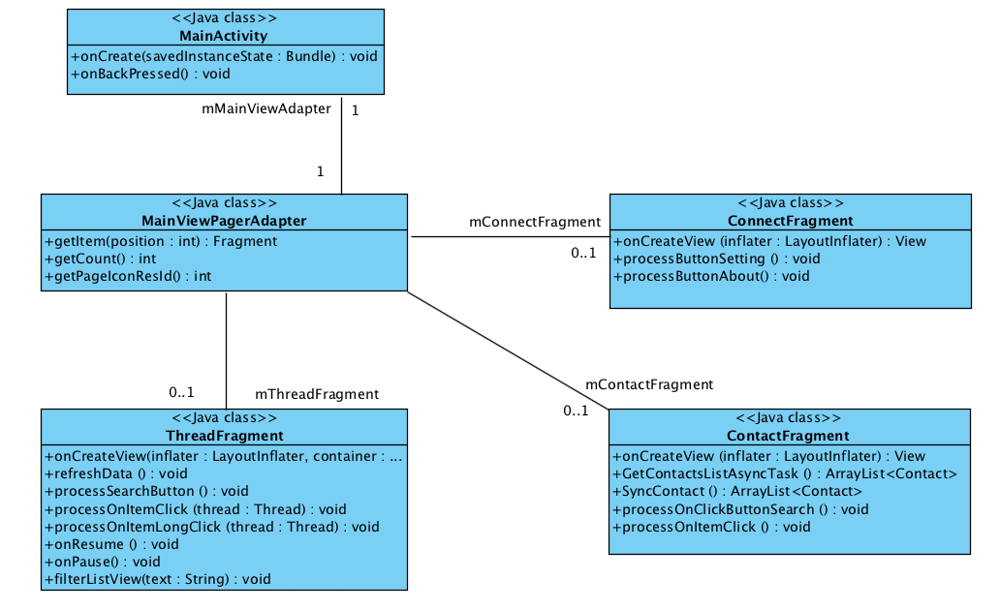 <<Java class>>
MainActivity
+onCreate(savedInstanceState : Bundle) : void
+onBackPressed() : void
mMainViewAdapter
1
1
<<Java class>>
MainViewPagerAdapter
+getItem(position : int) : Fragment
+getCount() : int
+getPageIconResId() : int
mConnectFragment
0..1
<<Java class>>
ConnectFragment
+onCreateView (inflater : LayoutInflater) : View
+processButtonSetting () : void
+processButtonAbout() : void
0..1
mThreadFragment
mContactFragment
0..1
<<Java class>>
ThreadFragment
+onCreateView(inflater : LayoutInflater, container : ...
+refreshData () : void
+processSearchButton () : void
+processOnItemClick (thread : Thread) : void
+processOnItemLongClick (thread : Thread) : void
+onResume () : void
+onPause() : void
+filterListView(text : String) : void
<<Java class>>
ContactFragment
+onCreateView (inflater : LayoutInflater) : View
+GetContactsListAsyncTask () : ArrayList<Contact>
+SyncContact () : ArrayList<Contact>
+processOnClickButtonSearch () : void
+processOnItemClick () : void